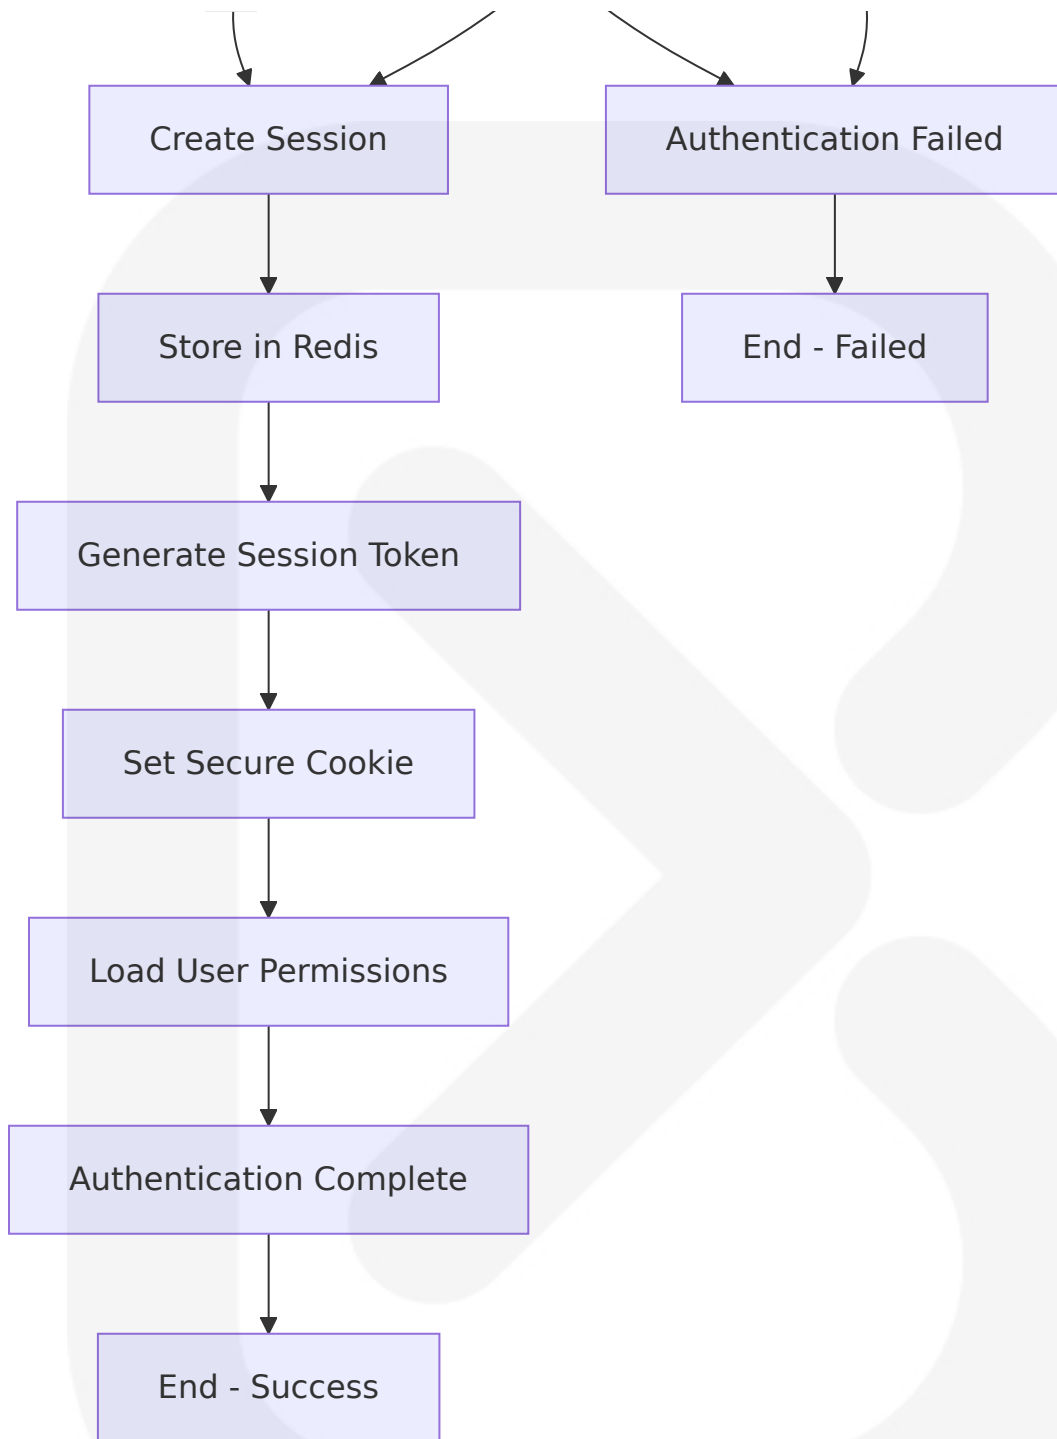 Create Session
Authentication Failed
Store in Redis
End - Failed
Generate Session Token
Set Secure Cookie
Load User Permissions
Authentication Complete
End - Success